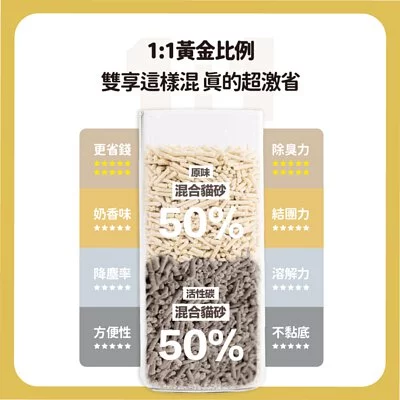 1:1黃金比例
雙享這樣混 真的超激省
更省錢
★★★★★
★★★★★
除臭力
★★★★★
★★★★★
原味
混合貓砂
50%
奶香味
★★★★★
結團力
★★★★★
降塵率
★★★★★
溶解力
★★★★★
活性碳
混合貓砂
50%
方便性
★★★★★
不黏底
★★★★★